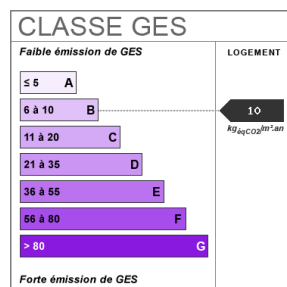 CLASSE GES
Faible émission de GES
LOGEMENT
≤ 5 A
6 à 10 B
10
kgéqCO2/m².an
11 à 20 C
21 à 35 D
36 à 55 E
56 à 80 F
> 80 G
Forte émission de GES